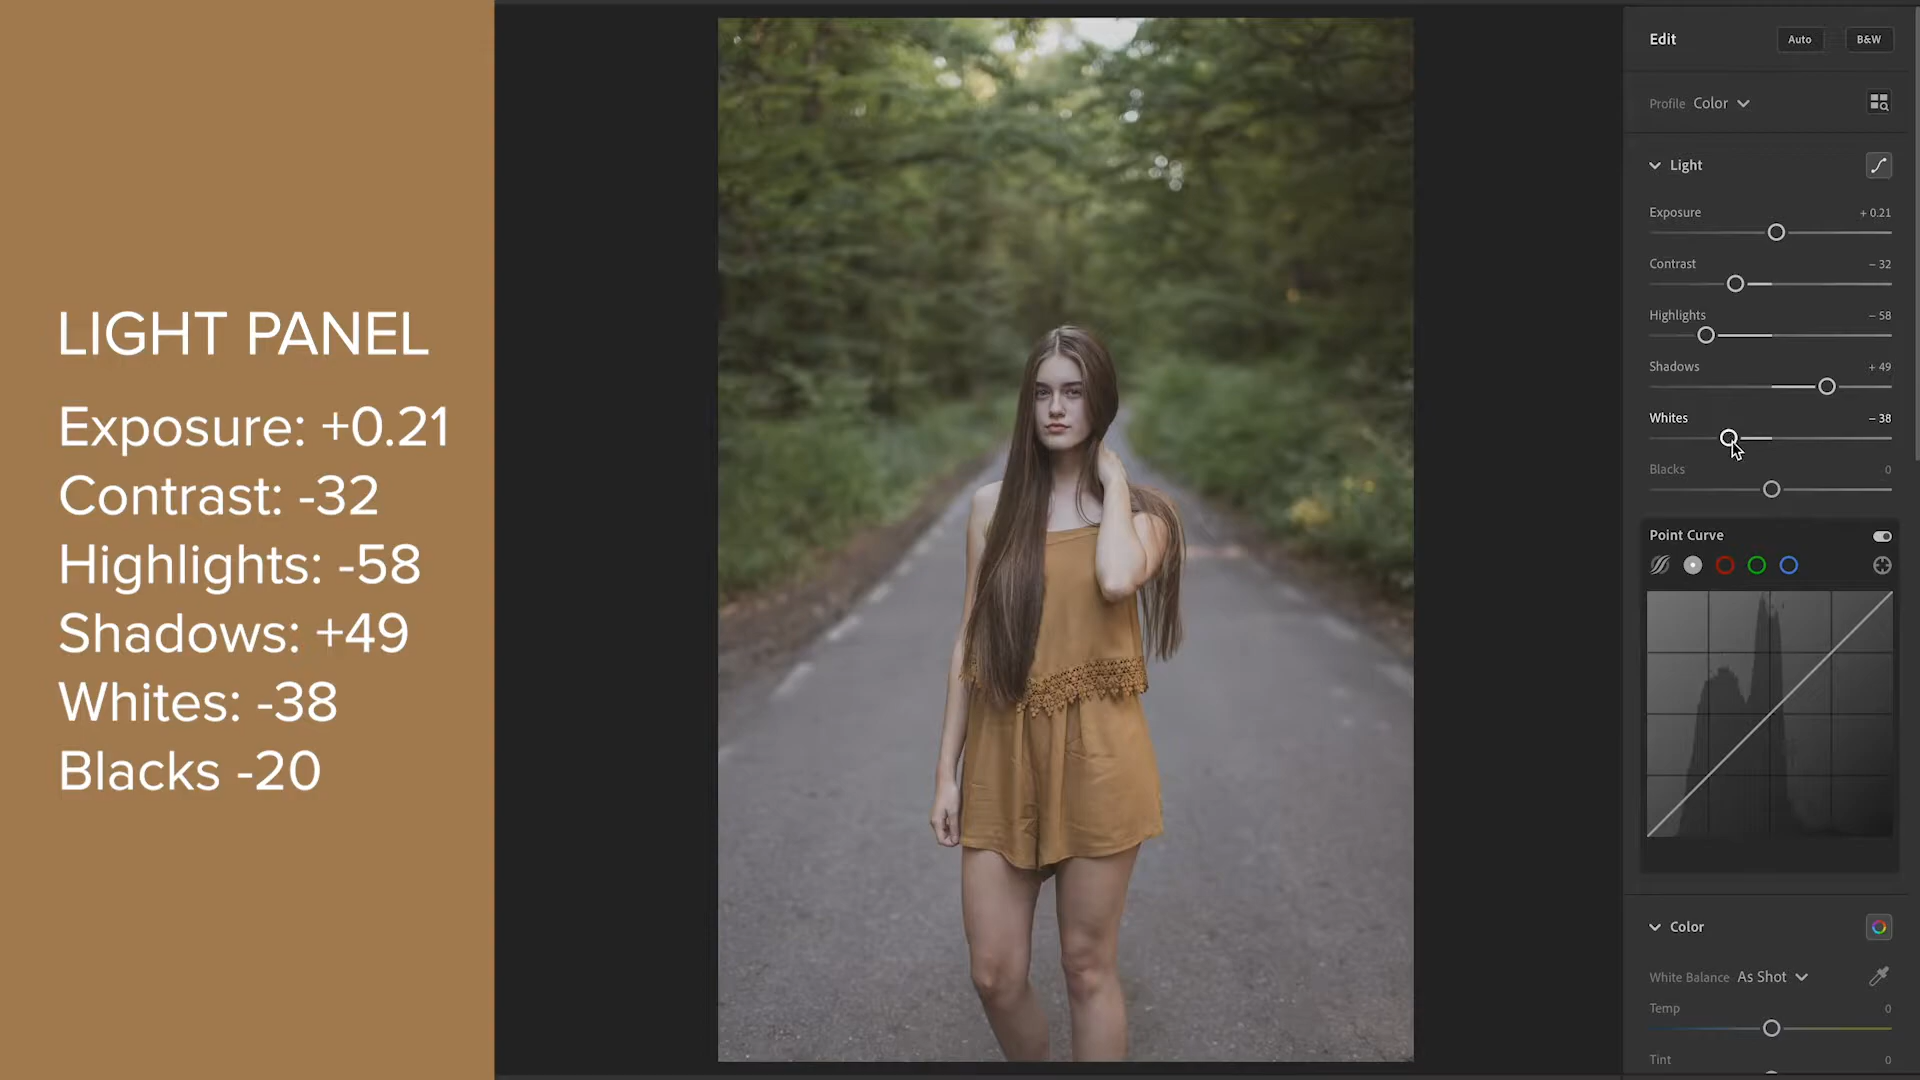 LIGHT PANEL
Exposure: +0.21
Contrast: -32
Highlights: -58
Shadows: +49
Whites: -38
Blacks -20
Edit
Auto
B&W
Profile Color
Light
Exposure + 0.21
Contrast – 32
Highlights – 58
Shadows + 49
Whites – 38
Blacks 0
Point Curve
Color
White Balance As Shot
Temp 0
Tint 0